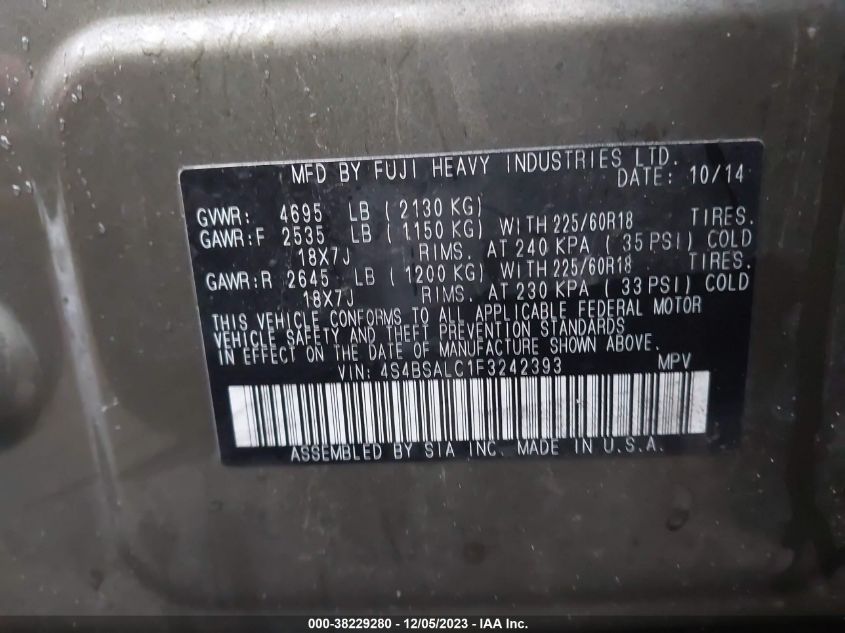 MFD BY FUJI HEAVY INDUSTRIES LTD.
DATE: 10/14
GVWR: 4695 LB ( 2130 KG)
GAWR:F 2535 LB ( 1150 KG) WITH 225/60R18 TIRES.
18X7J RIMS. AT 240 KPA ( 35 PSI) COLD
GAWR:R 2645 LB ( 1200 KG) WITH 225/60R18 TIRES.
18X7J RIMS. AT 230 KPA ( 33 PSI) COLD
THIS VEHICLE CONFORMS TO ALL APPLICABLE FEDERAL MOTOR
VEHICLE SAFETY AND THEFT PREVENTION STANDARDS
IN EFFECT ON THE DATE OF MANUFACTURE SHOWN ABOVE.
VIN: 4S4BSALC1F3242393 MPV
ASSEMBLED BY SIA INC. MADE IN U.S.A.
000-38229280 - 12/05/2023 - IAA Inc.